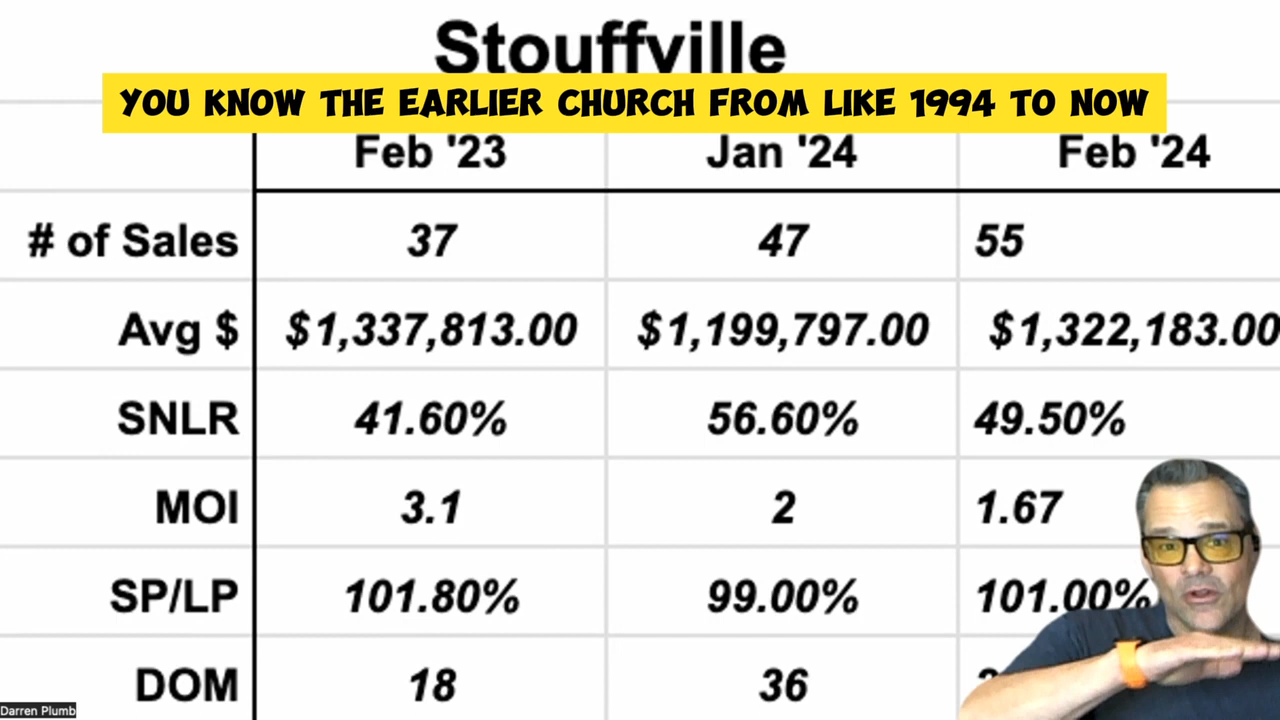 Stouffville
YOU KNOW THE EARLIER CHURCH FROM LIKE 1994 TO NOW
Feb '23 Jan '24 Feb '24
# of Sales 37 47 55
Avg $ $1,337,813.00 $1,199,797.00 $1,322,183.00
SNLR 41.60% 56.60% 49.50%
MOI 3.1 2 1.67
SP/LP 101.80% 99.00% 101.00%
DOM 18 36
Darren Plumb